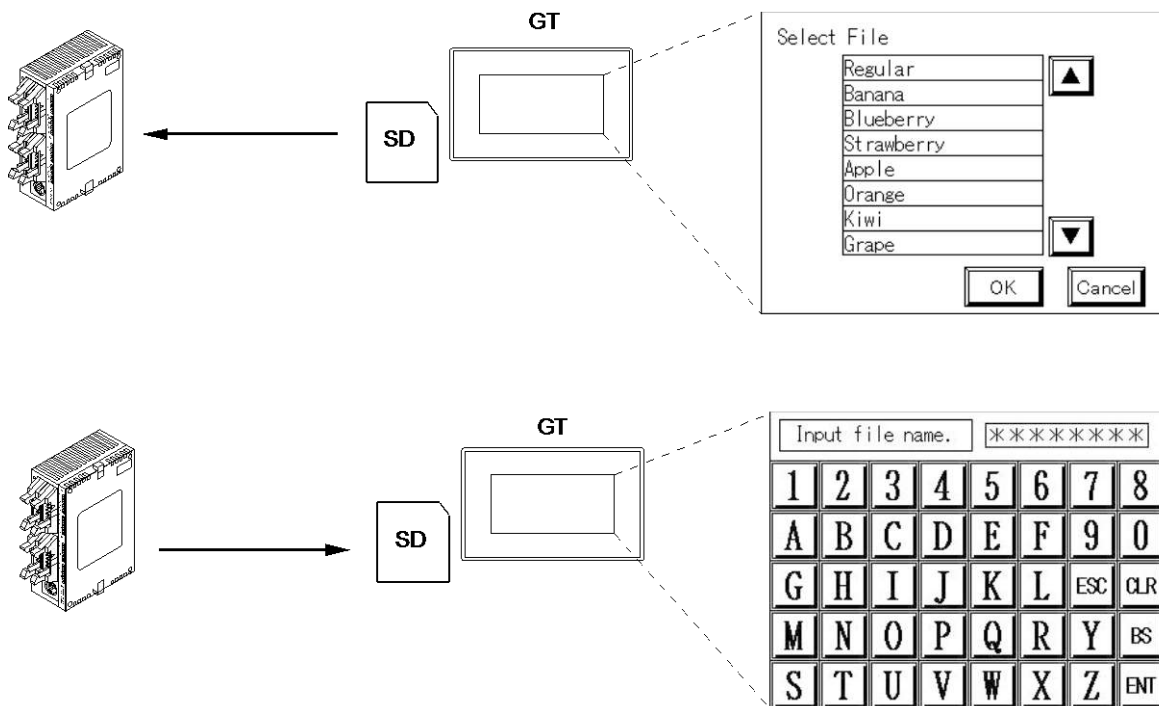 GT
SD
Select File
Regular
Banana
Blueberry
Strawberry
Apple
Orange
Kiwi
Grape
▲
▼
OK
Cancel
GT
SD
Input file name.
********
1 2 3 4 5 6 7 8
A B C D E F 9 0
G H I J K L ESC CLR
M N O P Q R Y BS
S T U V W X Z ENT